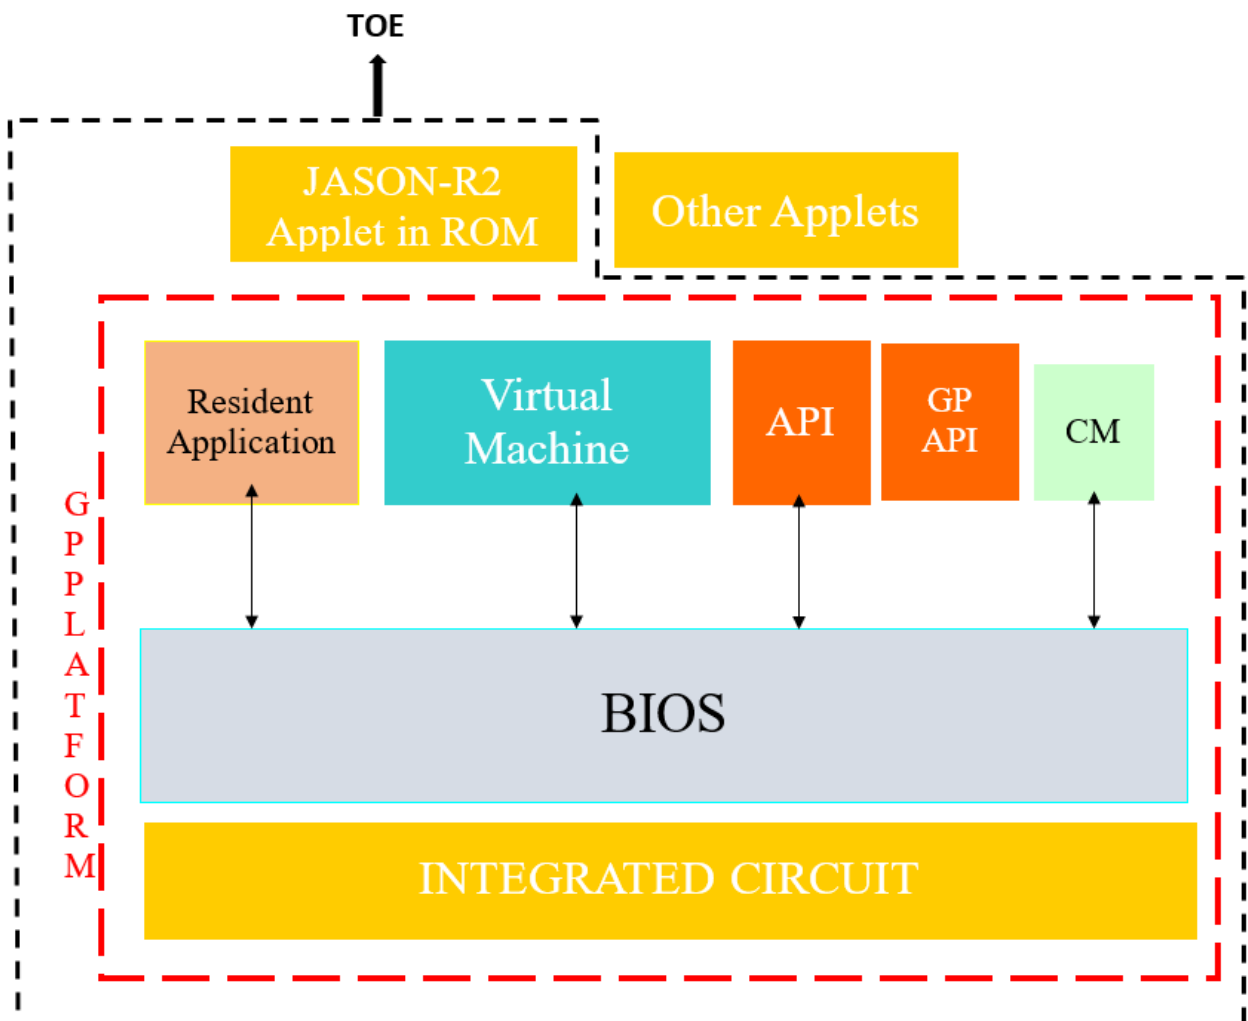 TOE
JASON-R2
Applet in ROM
Other Applets
Resident
Application
Virtual
Machine
API
GP
API
CM
G
P
P
L
A
T
F
O
R
M
BIOS
INTEGRATED CIRCUIT